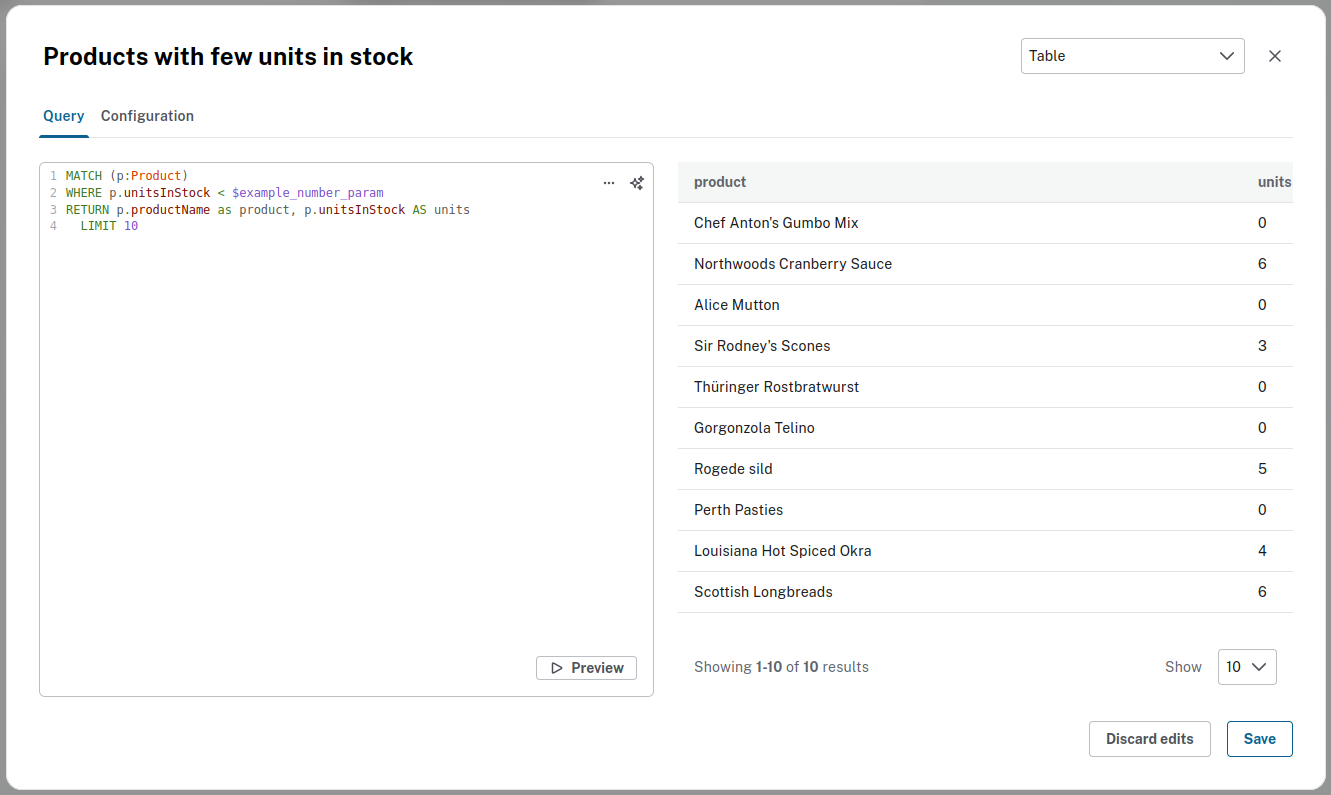 Products with few units in stock
Table
Query Configuration
1 MATCH (p:Product)
2 WHERE p.unitsInStock < $example_number_param
3 RETURN p.productName as product, p.unitsInStock AS units
4 LIMIT 10
Preview
product units
Chef Anton's Gumbo Mix 0
Northwoods Cranberry Sauce 6
Alice Mutton 0
Sir Rodney's Scones 3
Thüringer Rostbratwurst 0
Gorgonzola Telino 0
Rogede sild 5
Perth Pasties 0
Louisiana Hot Spiced Okra 4
Scottish Longbreads 6
Showing 1-10 of 10 results Show 10
Discard edits Save